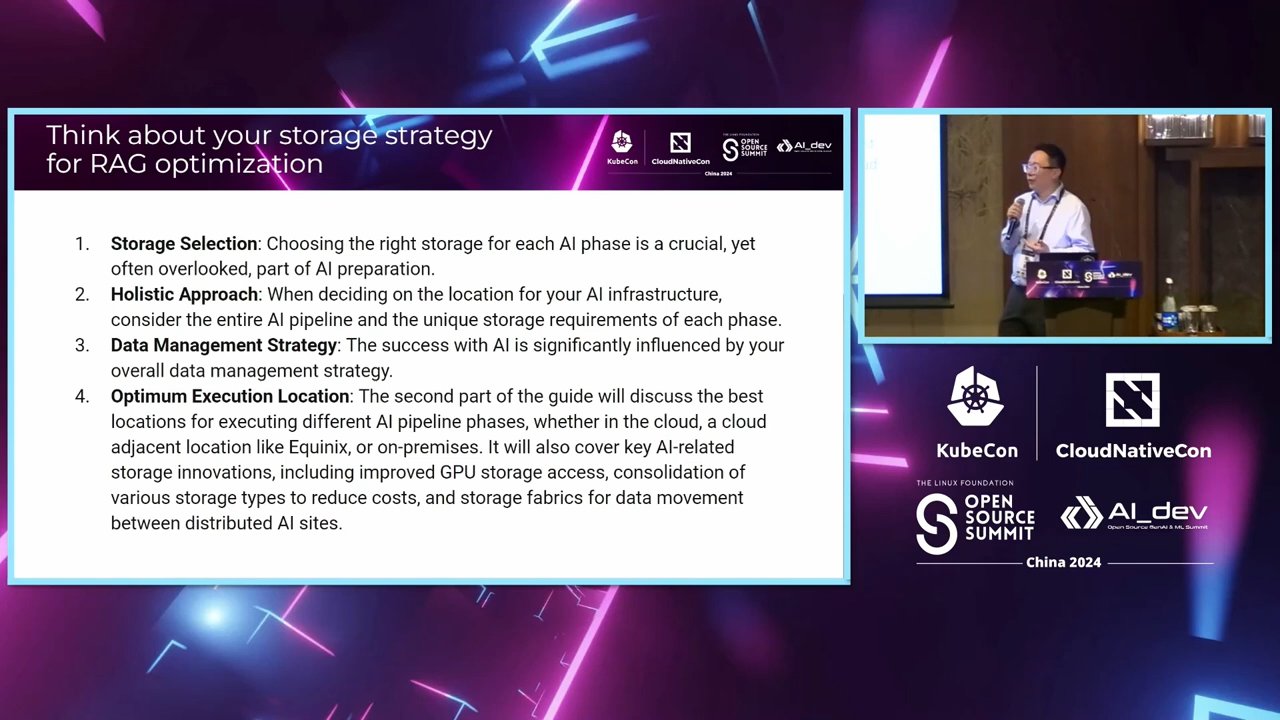 Think about your storage strategy
for RAG optimization
KubeCon
CloudNativeCon
THE LINUX FOUNDATION
OPEN
SOURCE
SUMMIT
AI_dev
China 2024
1. Storage Selection: Choosing the right storage for each AI phase is a crucial, yet
often overlooked, part of AI preparation.
2. Holistic Approach: When deciding on the location for your AI infrastructure,
consider the entire AI pipeline and the unique storage requirements of each phase.
3. Data Management Strategy: The success with AI is significantly influenced by your
overall data management strategy.
4. Optimum Execution Location: The second part of the guide will discuss the best
locations for executing different AI pipeline phases, whether in the cloud, a cloud
adjacent location like Equinix, or on-premises. It will also cover key AI-related
storage innovations, including improved GPU storage access, consolidation of
various storage types to reduce costs, and storage fabrics for data movement
between distributed AI sites.
KubeCon
CloudNativeCon
THE LINUX FOUNDATION
OPEN
SOURCE
SUMMIT
AI_dev
Open Source GenAI & ML Summit
China 2024